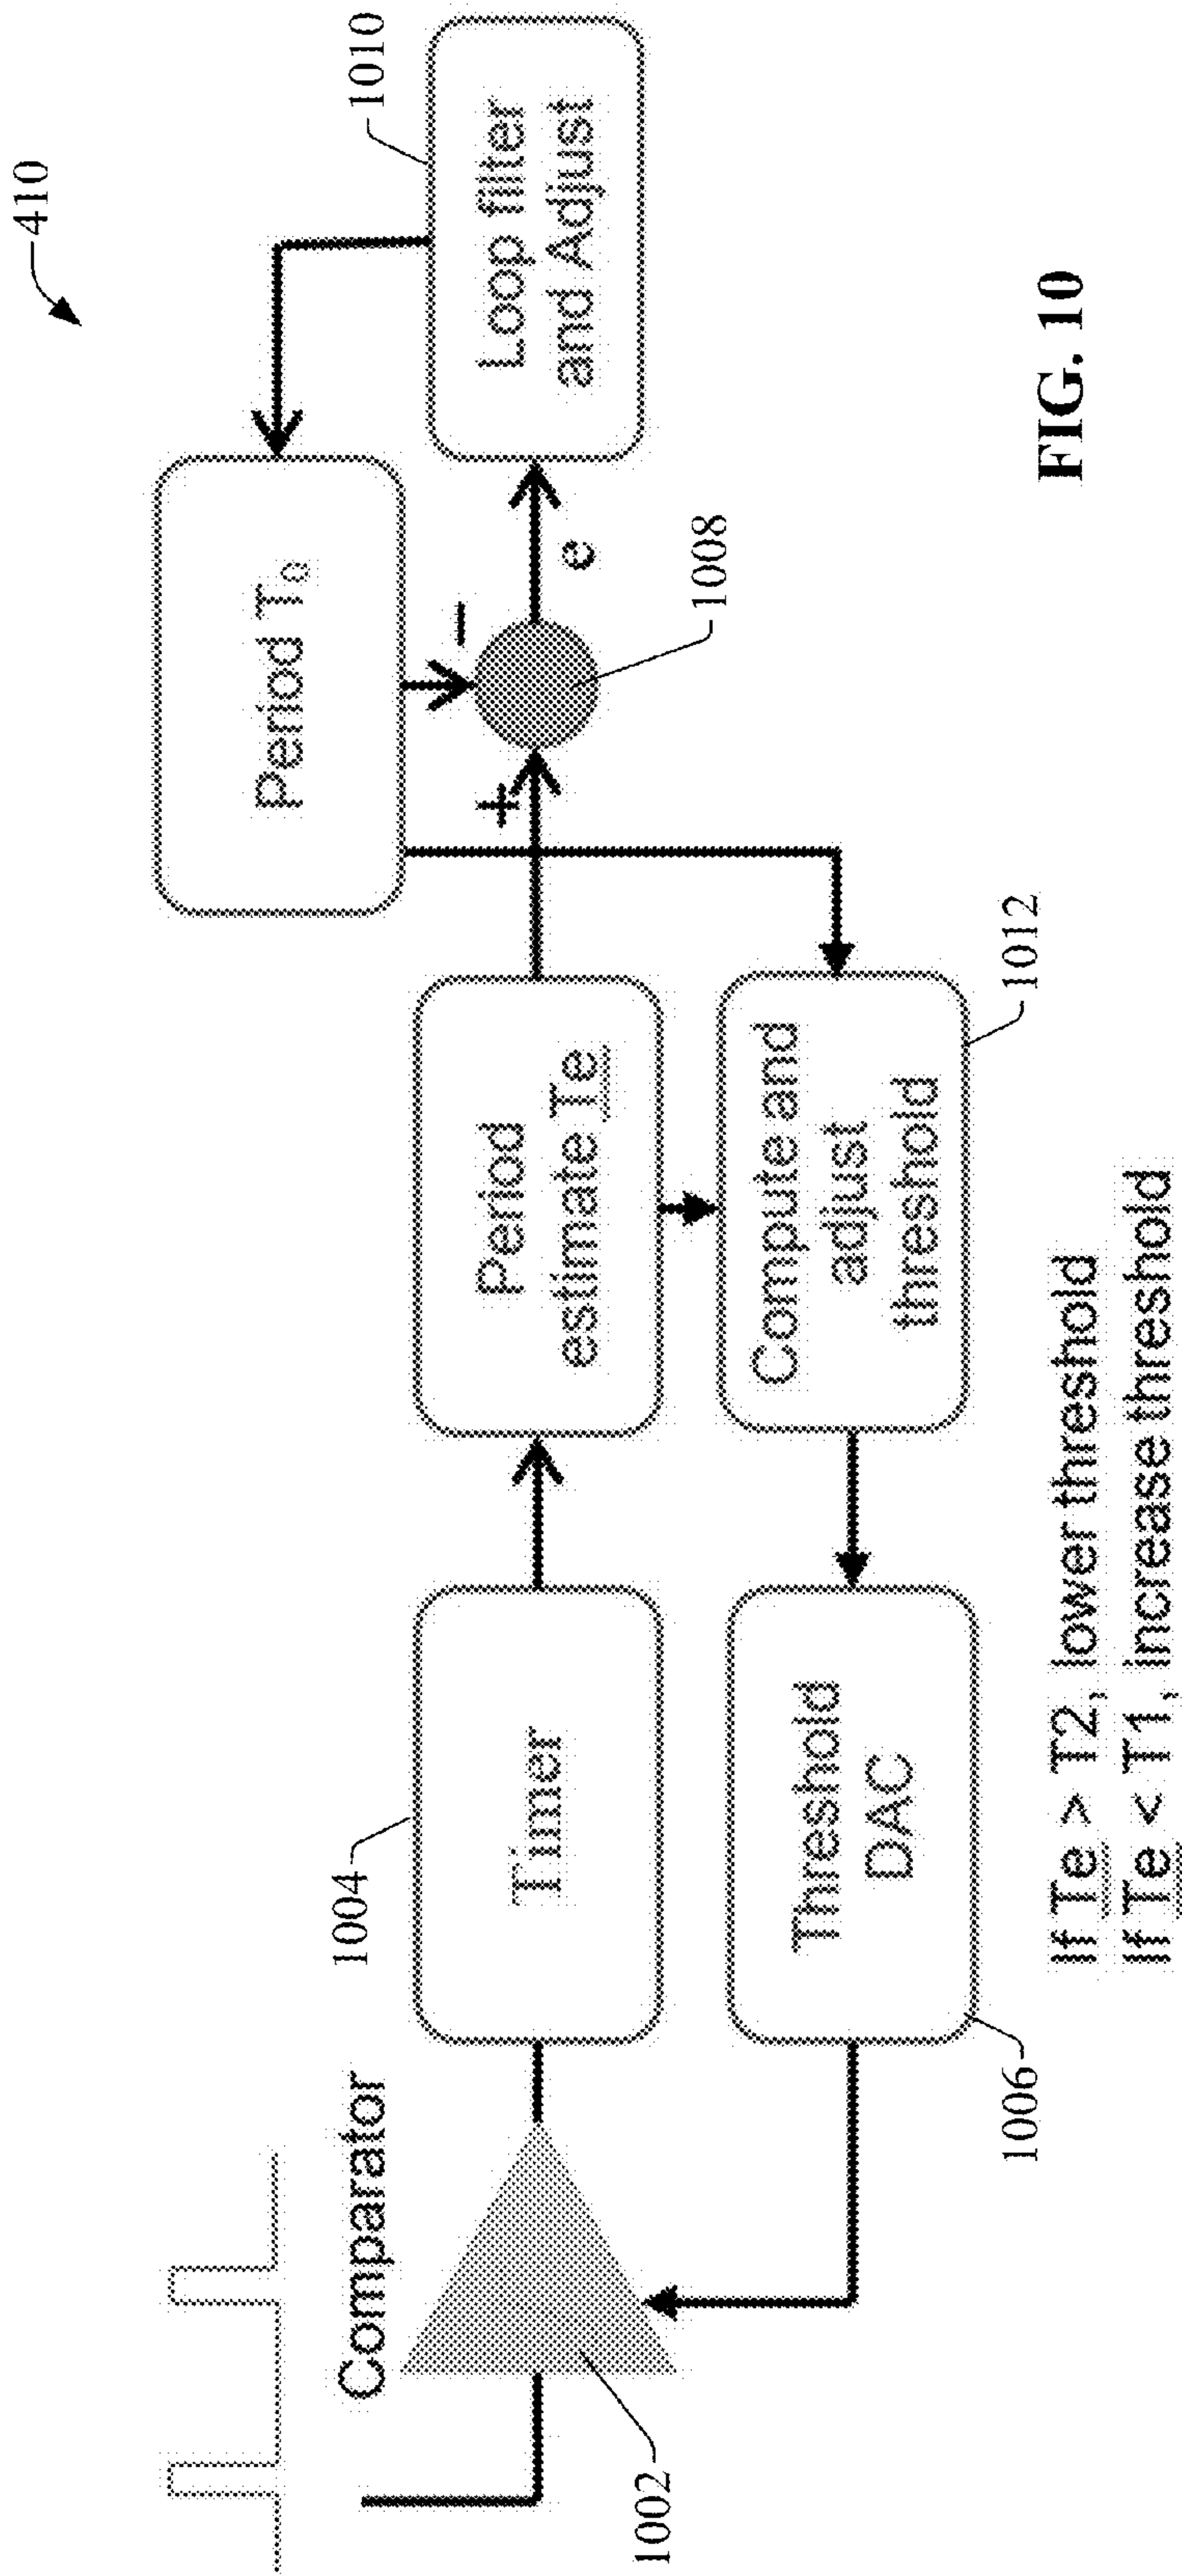 410
Period T0
1010
Loop filter
and Adjust
−
+
e
1008
Comparator
1002
1004
Timer
Period
estimate Te
Threshold
DAC
1006
Compute and
adjust
threshold
1012
If Te > T2, lower threshold
If Te < T1, increase threshold
FIG. 10